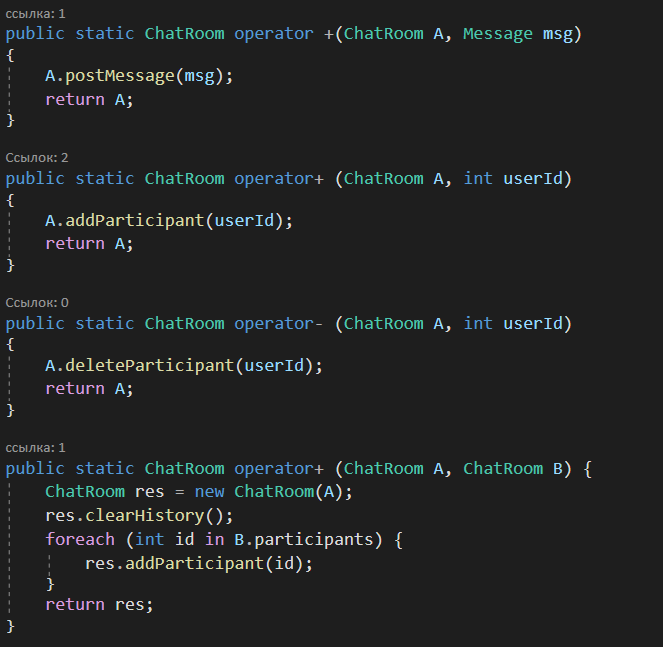 ссылка: 1
public static ChatRoom operator +(ChatRoom A, Message msg)
{
    A.postMessage(msg);
    return A;
}
Ссылок: 2
public static ChatRoom operator+ (ChatRoom A, int userId)
{
    A.addParticipant(userId);
    return A;
}
Ссылок: 0
public static ChatRoom operator- (ChatRoom A, int userId)
{
    A.deleteParticipant(userId);
    return A;
}
ссылка: 1
public static ChatRoom operator+ (ChatRoom A, ChatRoom B) {
    ChatRoom res = new ChatRoom(A);
    res.clearHistory();
    foreach (int id in B.participants) {
        res.addParticipant(id);
    }
    return res;
}